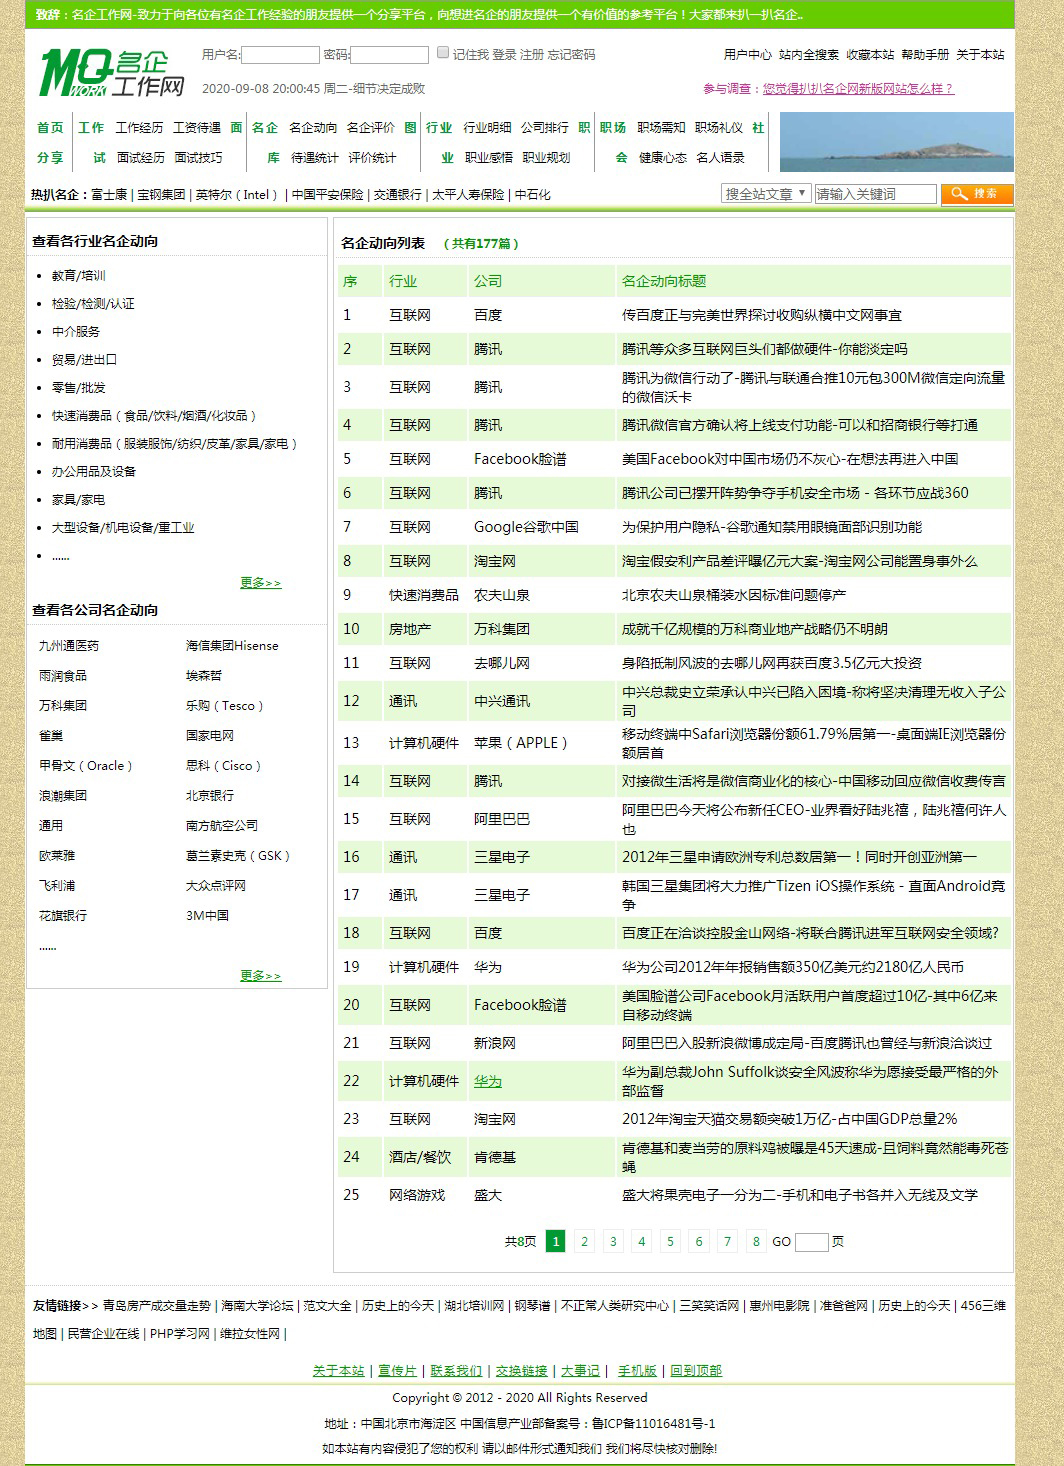 致辞：名企工作网-致力于向各位有名企工作经验的朋友提供一个分享平台，向想进名企的朋友提供一个有价值的参考平台！大家都来扒一扒名企..
MQ WORK 名企工作网
用户名: 密码: 记住我 登录 注册 忘记密码
用户中心 站内全搜索 收藏本站 帮助手册 关于本站
2020-09-08 20:00:45 周二-细节决定成败
参与调查：您觉得扒扒名企网新版网站怎么样？
首页 工作 工作经历 工资待遇 面 名企 名企动向 名企评价 图 行业 行业明细 公司排行 职 职场 职场需知 职场礼仪 社
分享 试 面试经历 面试技巧 库 待遇统计 评价统计 业 职业感悟 职业规划 会 健康心态 名人语录
热扒名企：富士康 | 宝钢集团 | 英特尔（Intel） | 中国平安保险 | 交通银行 | 太平人寿保险 | 中石化
搜全站文章 请输入关键词 搜索
查看各行业名企动向
教育/培训
检验/检测/认证
中介服务
贸易/进出口
零售/批发
快速消费品（食品/饮料/烟酒/化妆品）
耐用消费品（服装服饰/纺织/皮革/家具/家电）
办公用品及设备
家具/家电
大型设备/机电设备/重工业
......
更多>>
查看各公司名企动向
九州通医药 海信集团Hisense
雨润食品 埃森哲
万科集团 乐购（Tesco）
雀巢 国家电网
甲骨文（Oracle） 思科（Cisco）
浪潮集团 北京银行
通用 南方航空公司
欧莱雅 葛兰素史克（GSK）
飞利浦 大众点评网
花旗银行 3M中国
......
更多>>
名企动向列表 （共有177篇）
序 行业 公司 名企动向标题
1 互联网 百度 传百度正与完美世界探讨收购纵横中文网事宜
2 互联网 腾讯 腾讯等众多互联网巨头们都做硬件-你能淡定吗
3 互联网 腾讯 腾讯为微信行动了-腾讯与联通合推10元包300M微信定向流量
的微信沃卡
4 互联网 腾讯 腾讯微信官方确认将上线支付功能-可以和招商银行等打通
5 互联网 Facebook脸谱 美国Facebook对中国市场仍不灰心-在想法再进入中国
6 互联网 腾讯 腾讯公司已摆开阵势争夺手机安全市场 - 各环节应战360
7 互联网 Google谷歌中国 为保护用户隐私-谷歌通知禁用眼镜面部识别功能
8 互联网 淘宝网 淘宝假安利产品差评曝亿元大案-淘宝网公司能置身事外么
9 快速消费品 农夫山泉 北京农夫山泉桶装水因标准问题停产
10 房地产 万科集团 成就千亿规模的万科商业地产战略仍不明朗
11 互联网 去哪儿网 身陷抵制风波的去哪儿网再获百度3.5亿元大投资
12 通讯 中兴通讯 中兴总裁史立荣承认中兴已陷入困境-称将坚决清理无收入子公
司
13 计算机硬件 苹果（APPLE） 移动终端中Safari浏览器份额61.79%居第一-桌面端IE浏览器份
额居首
14 互联网 腾讯 对接微生活将是微信商业化的核心-中国移动回应微信收费传言
15 互联网 阿里巴巴 阿里巴巴今天将公布新任CEO-业界看好陆兆禧，陆兆禧何许人
也
16 通讯 三星电子 2012年三星申请欧洲专利总数居第一！同时开创亚洲第一
17 通讯 三星电子 韩国三星集团将大力推广Tizen iOS操作系统 - 直面Android竞
争
18 互联网 百度 百度正在洽谈控股金山网络-将联合腾讯进军互联网安全领域?
19 计算机硬件 华为 华为公司2012年年报销售额350亿美元约2180亿人民币
20 互联网 Facebook脸谱 美国脸谱公司Facebook月活跃用户首度超过10亿-其中6亿来
自移动终端
21 互联网 新浪网 阿里巴巴入股新浪微博成定局-百度腾讯也曾经与新浪洽谈过
22 计算机硬件 华为 华为副总裁John Suffolk谈安全风波称华为愿接受最严格的外
部监督
23 互联网 淘宝网 2012年淘宝天猫交易额突破1万亿-占中国GDP总量2%
24 酒店/餐饮 肯德基 肯德基和麦当劳的原料鸡被曝是45天速成-且饲料竟然能毒死苍
蝇
25 网络游戏 盛大 盛大将果壳电子一分为二-手机和电子书各并入无线及文学
共8页 1 2 3 4 5 6 7 8 GO 页
友情链接>> 青岛房产成交量走势 | 海南大学论坛 | 范文大全 | 历史上的今天 | 湖北培训网 | 钢琴谱 | 不正常人类研究中心 | 三笑笑话网 | 惠州电影院 | 准爸爸网 | 历史上的今天 | 456三维
地图 | 民营企业在线 | PHP学习网 | 维拉女性网 |
关于本站 | 宣传片 | 联系我们 | 交换链接 | 大事记 | 手机版 | 回到顶部
Copyright © 2012 - 2020 All Rights Reserved
地址：中国北京市海淀区 中国信息产业部备案号：鲁ICP备11016481号-1
如本站有内容侵犯了您的权利 请以邮件形式通知我们 我们将尽快核对删除!